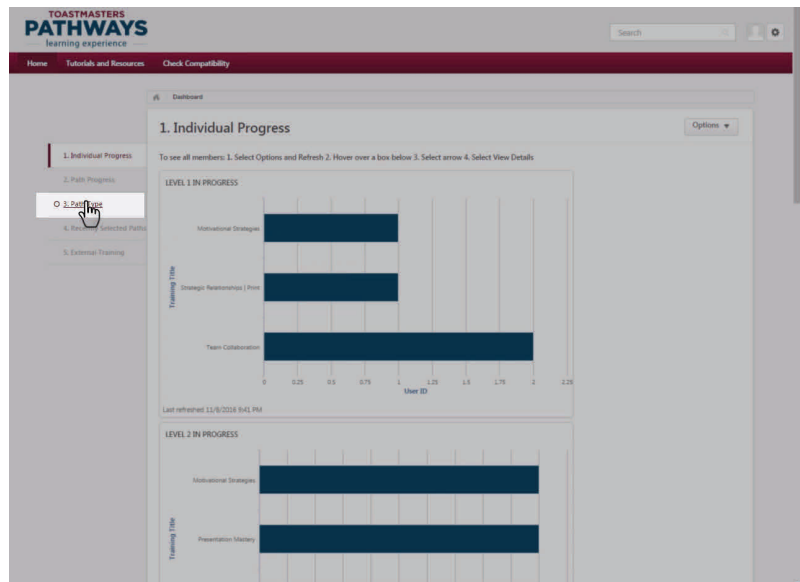 TOASTMASTERS
PATHWAYS
learning experience
Search
Home Tutorials and Resources Check Compatibility
Dashboard
1. Individual Progress
Options
1. Individual Progress
2. Path Progress
3. Path Type
4. Recently Selected Paths
5. External Training
To see all members: 1. Select Options and Refresh 2. Hover over a box below 3. Select arrow 4. Select View Details
LEVEL 1 IN PROGRESS
Training Title
Motivational Strategies
Strategic Relationships | Print
Team Collaboration
0 0.25 0.5 0.75 1 1.25 1.5 1.75 2 2.25
User ID
Last refreshed 11/8/2016 9:41 PM
LEVEL 2 IN PROGRESS
Training Title
Motivational Strategies
Presentation Mastery